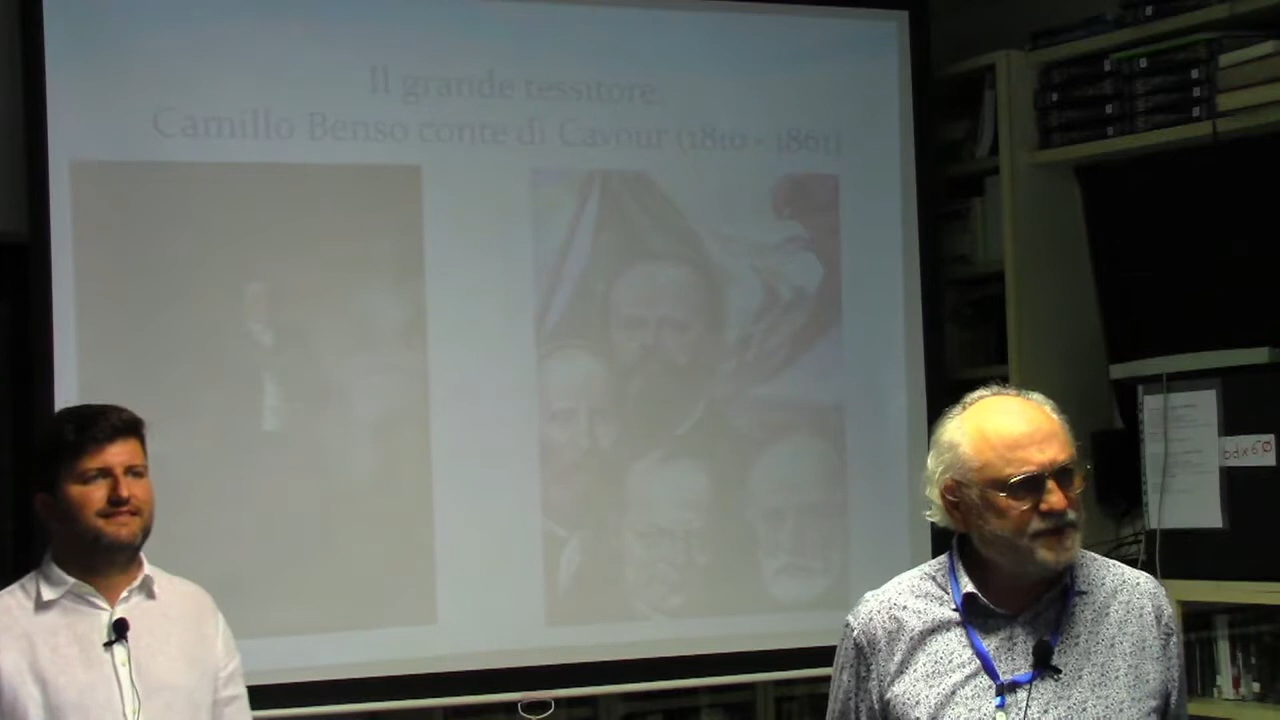 Il grande tessitore.
Camillo Benso conte di Cavour (1810 - 1861)